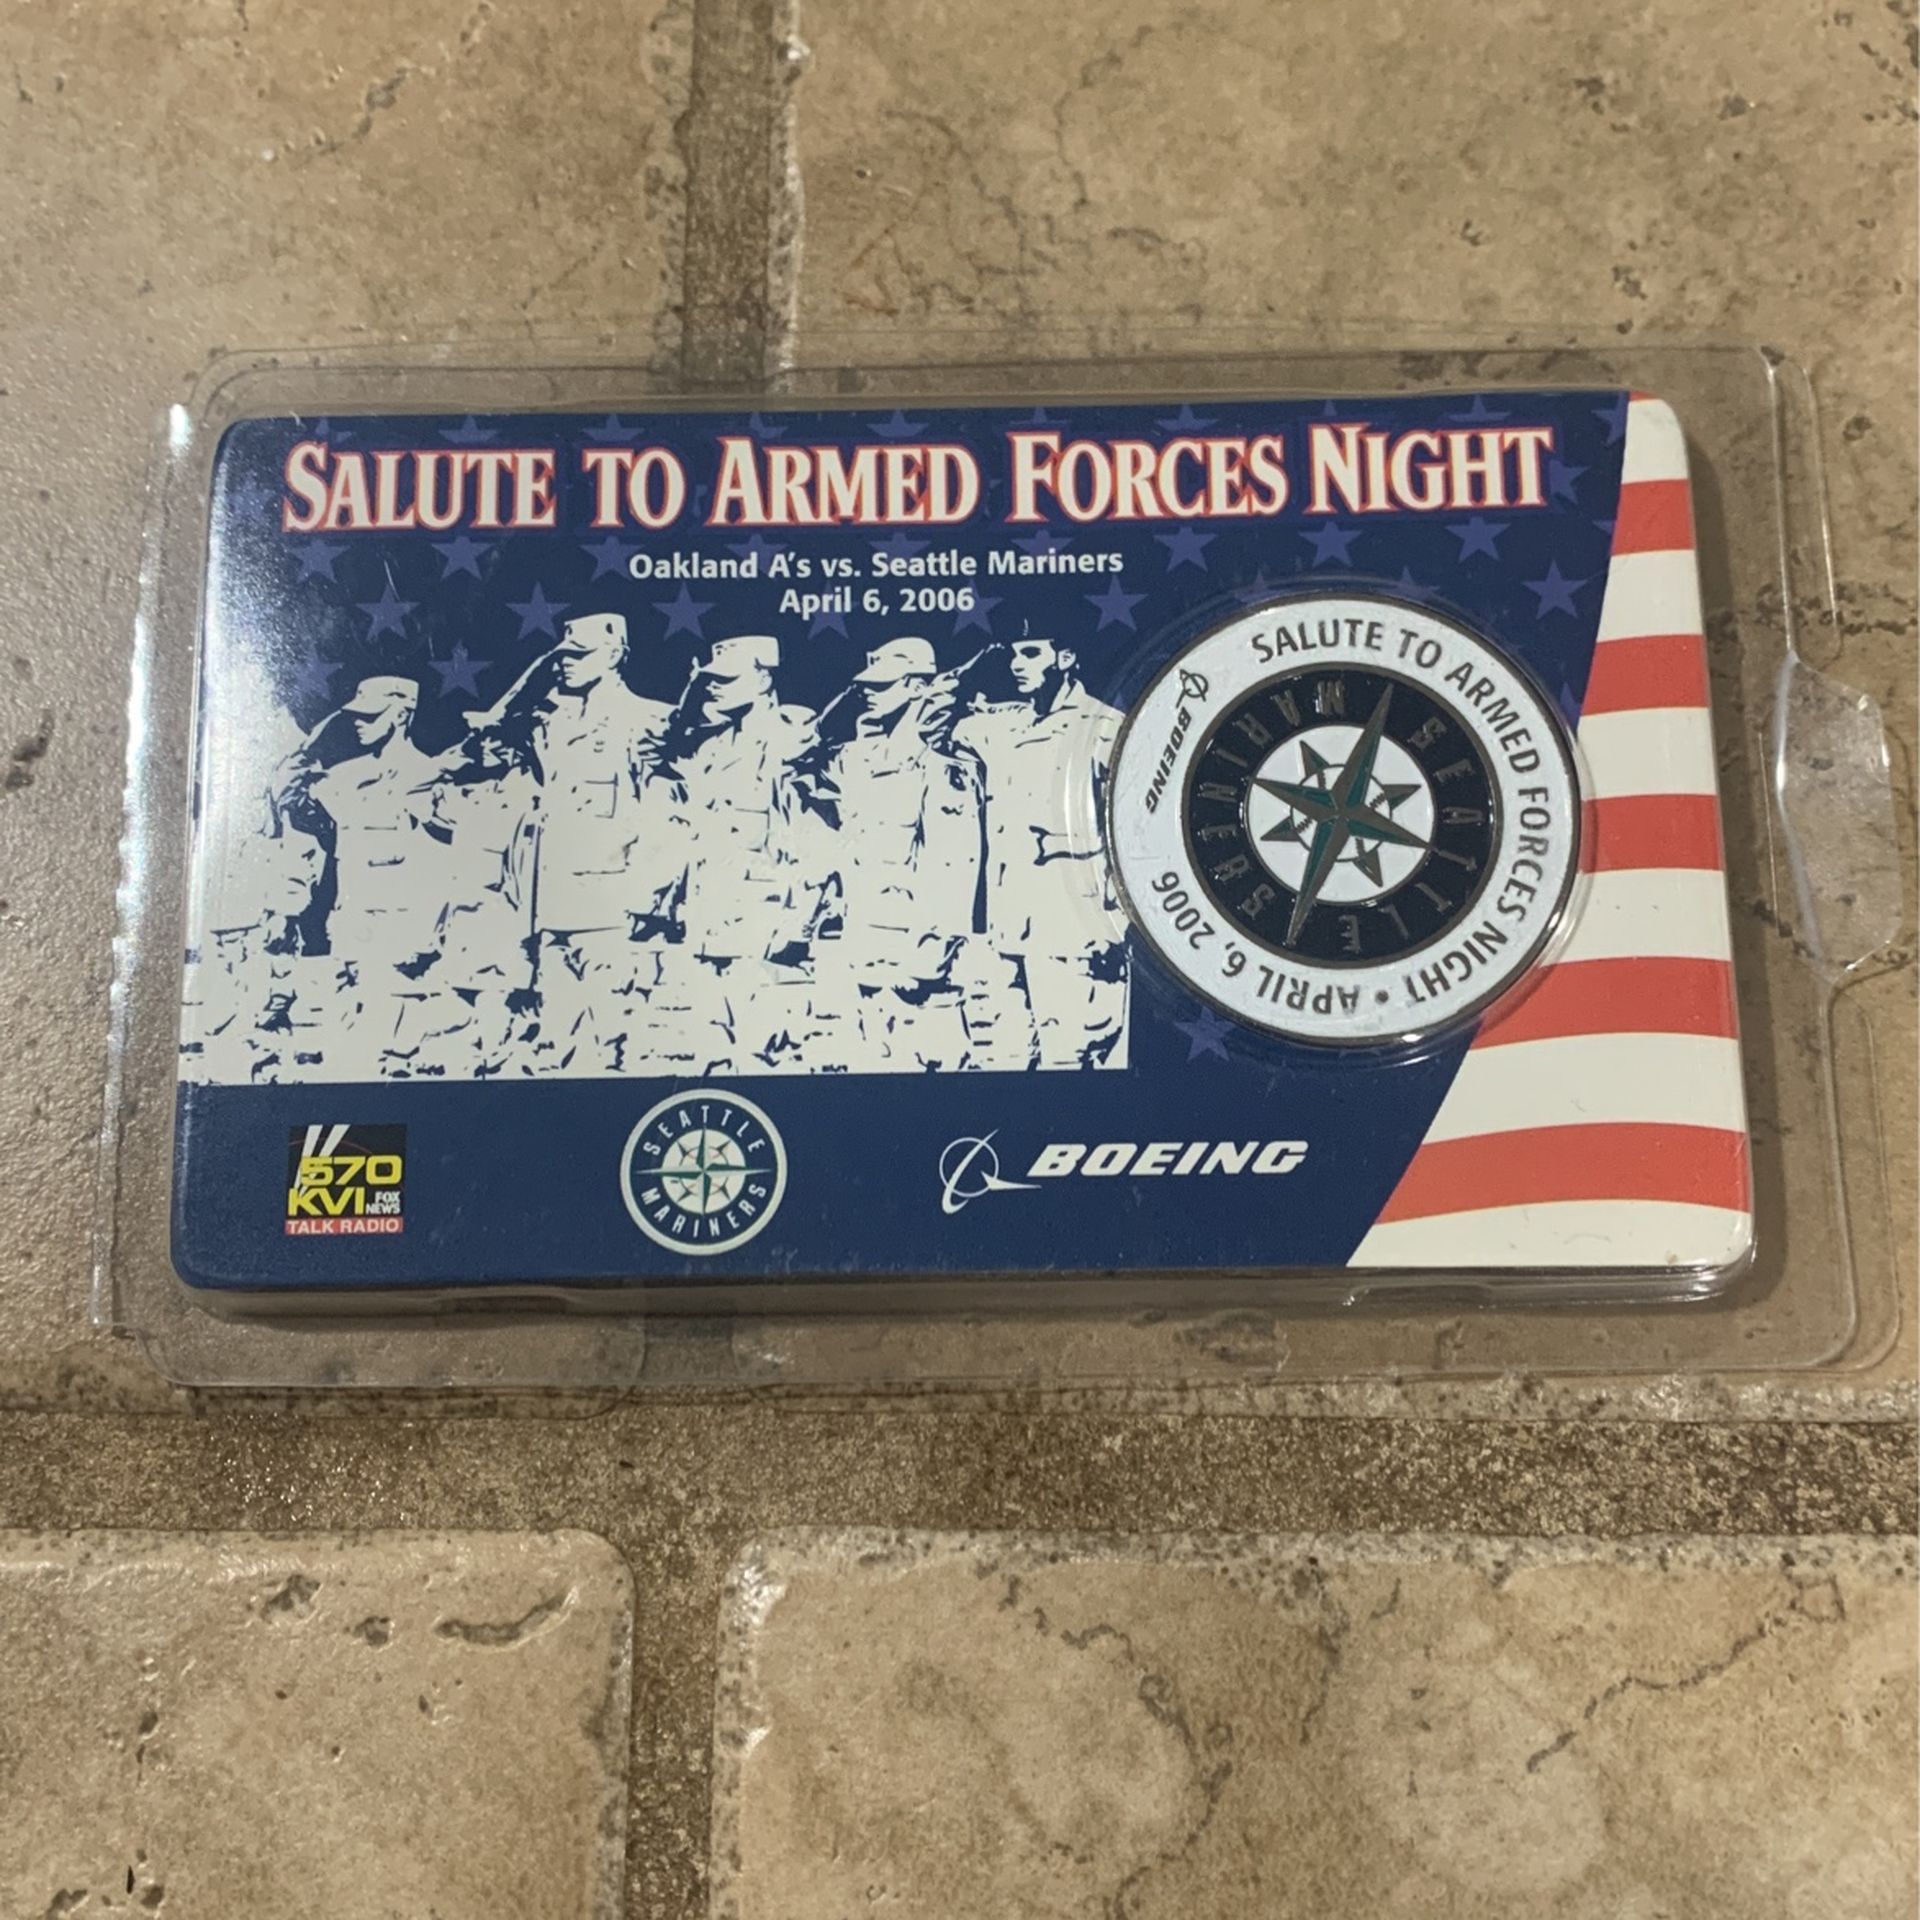 SALUTE TO ARMED FORCES NIGHT
Oakland A's vs. Seattle Mariners
April 6, 2006
SALUTE TO ARMED FORCES NIGHT • APRIL 6, 2006
BOEING
SEATTLE MARINERS
570
KVI FOX NEWS
TALK RADIO
SEATTLE MARINERS
BOEING